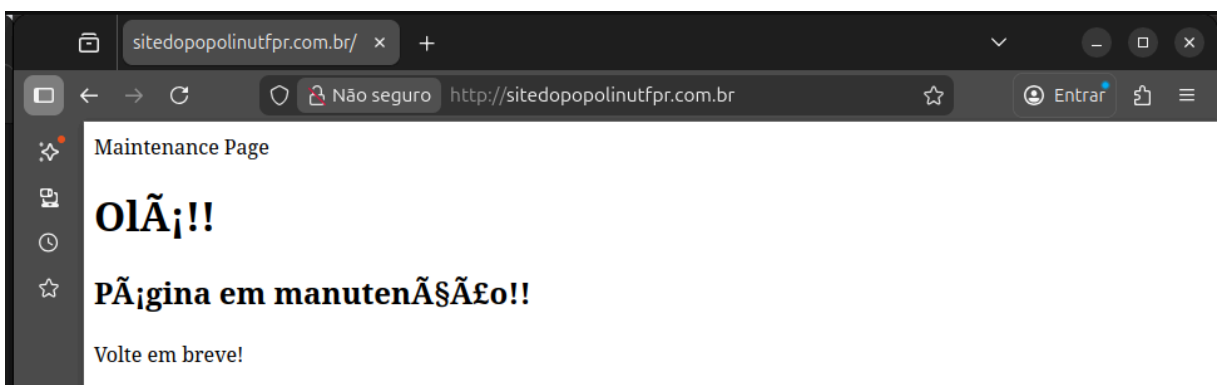 sitedopopolinutfpr.com.br/
Não seguro http://sitedopopolinutfpr.com.br Entrar
Maintenance Page
OlÃ¡!!
PÃ¡gina em manutenÃ§Ã£o!!
Volte em breve!